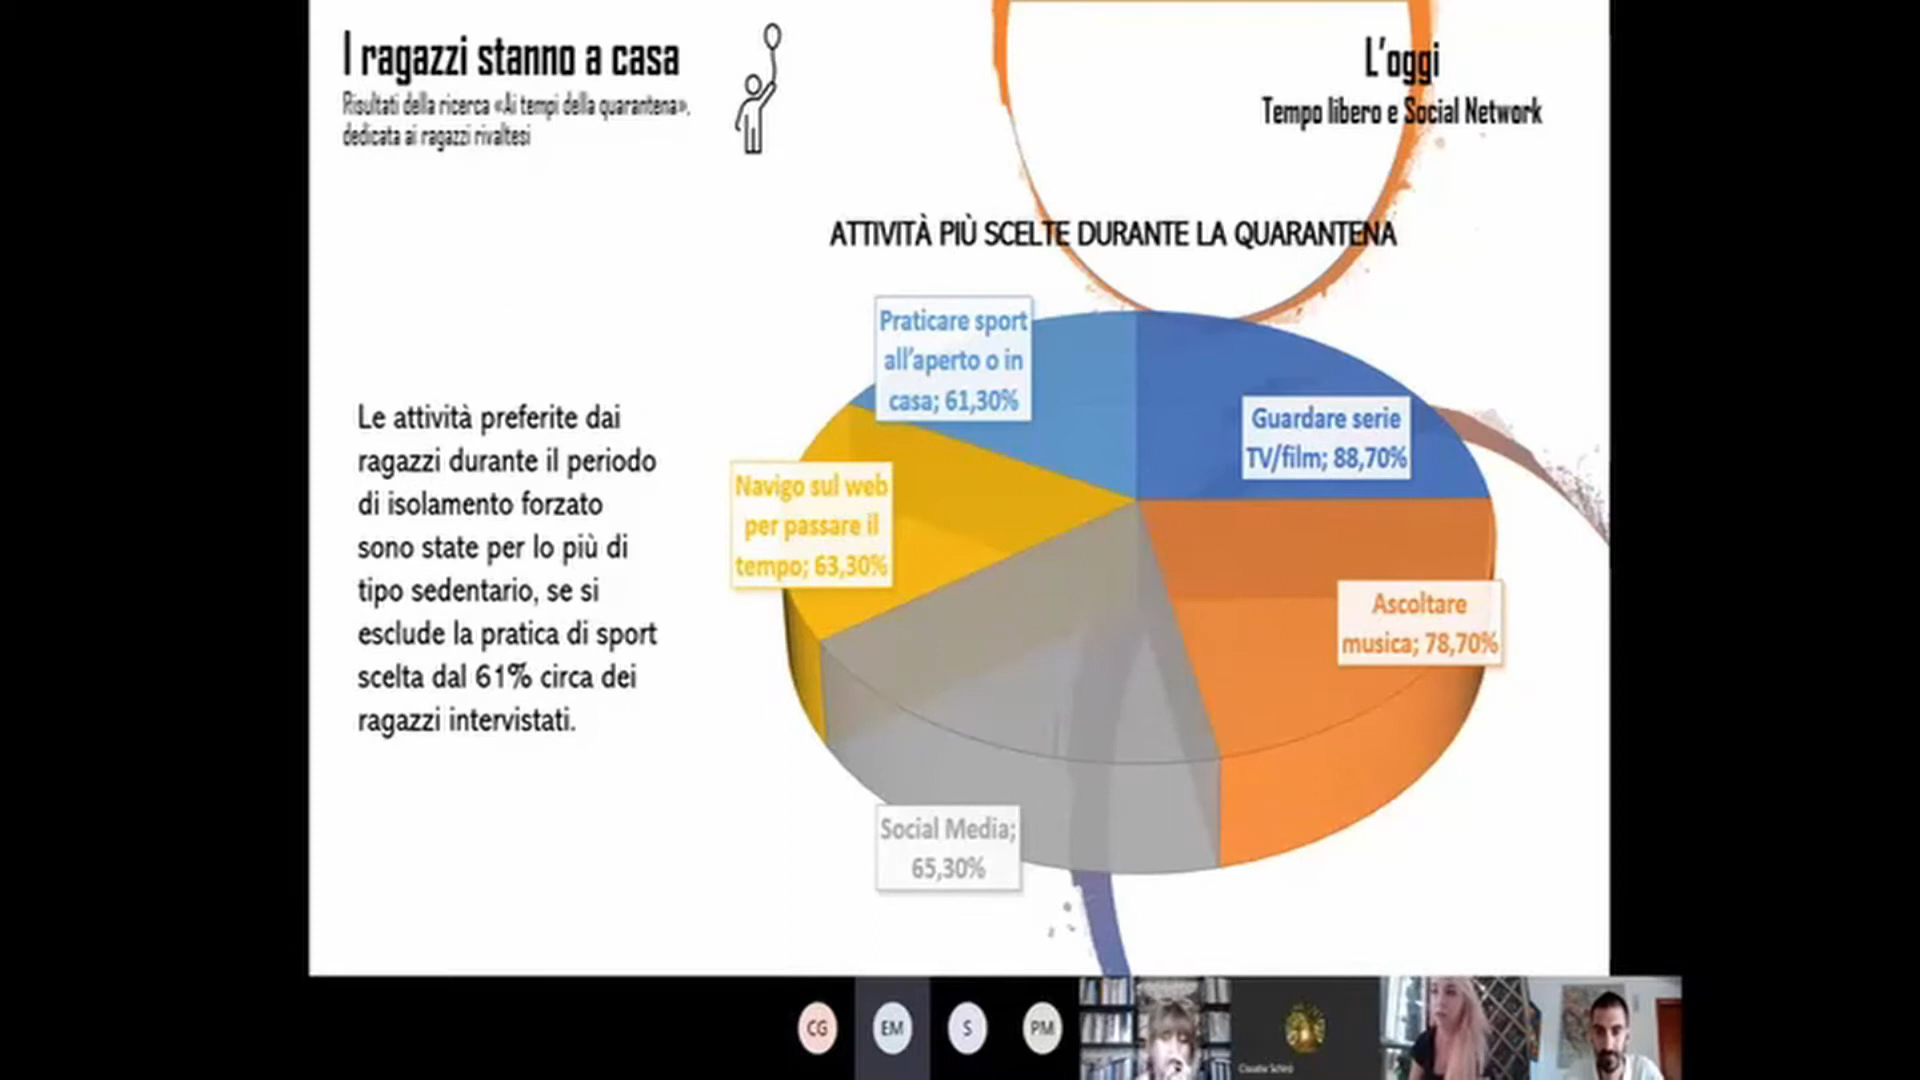 I ragazzi stanno a casa
Risultati della ricerca «Ai tempi della quarantena»,
dedicata ai ragazzi rivaltesi
L'oggi
Tempo libero e Social Network
ATTIVITÀ PIÙ SCELTE DURANTE LA QUARANTENA
Praticare sport
all'aperto o in
casa; 61,30%
Guardare serie
TV/film; 88,70%
Navigo sul web
per passare il
tempo; 63,30%
Ascoltare
musica; 78,70%
Social Media;
65,30%
Le attività preferite dai
ragazzi durante il periodo
di isolamento forzato
sono state per lo più di
tipo sedentario, se si
esclude la pratica di sport
scelta dal 61% circa dei
ragazzi intervistati.
CG
EM
S
PM